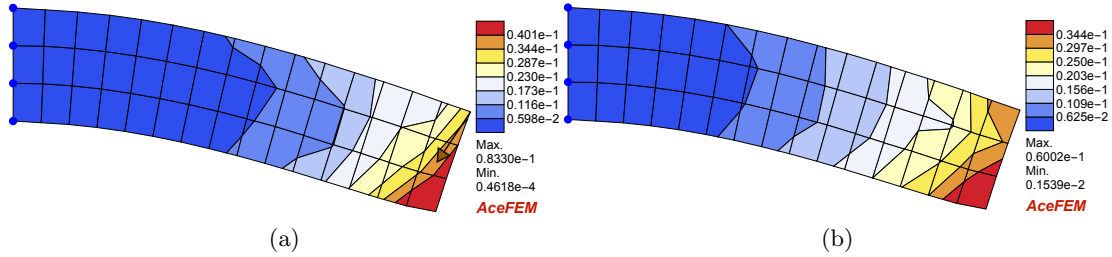 0.401e-1
0.344e-1
0.287e-1
0.230e-1
0.173e-1
0.116e-1
0.598e-2
Max.
0.8330e-1
Min.
0.4618e-4
AceFEM
(a)
0.344e-1
0.297e-1
0.250e-1
0.203e-1
0.156e-1
0.109e-1
0.625e-2
Max.
0.6002e-1
Min.
0.1539e-2
AceFEM
(b)